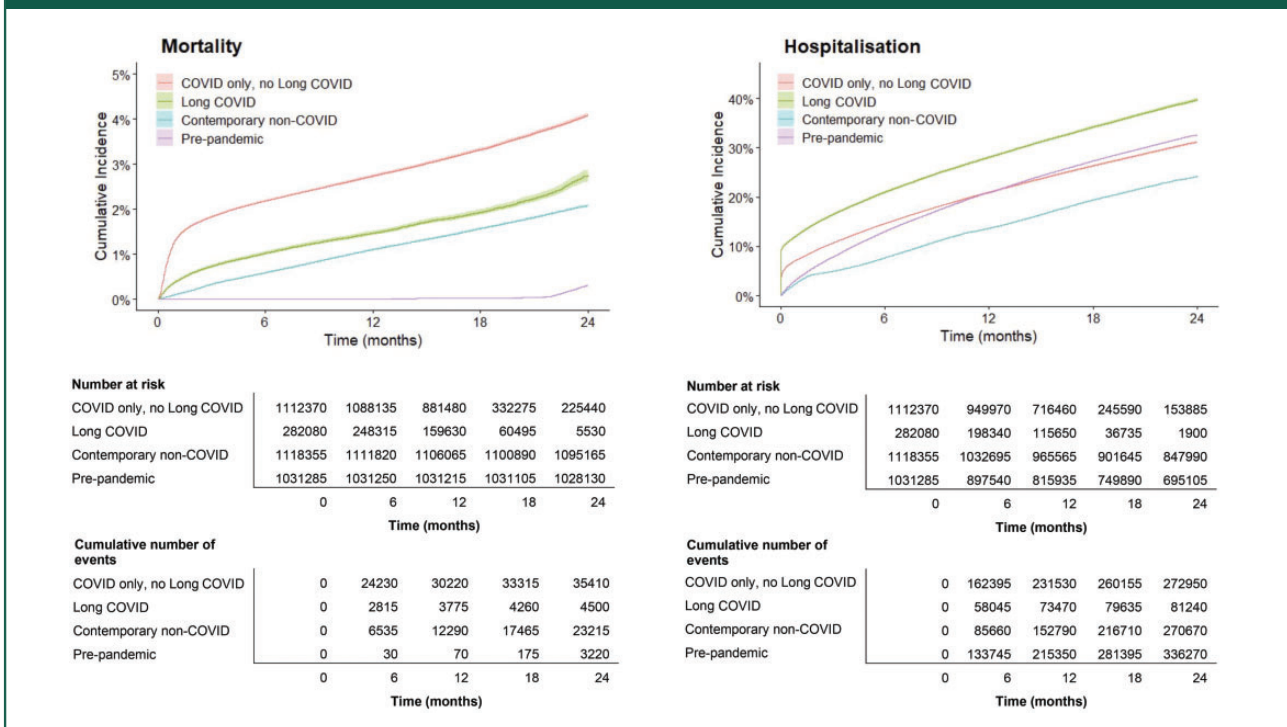 Mortality
5%
4%
3%
2%
1%
0%
Cumulative Incidence
COVID only, no Long COVID
Long COVID
Contemporary non-COVID
Pre-pandemic
0 6 12 18 24
Time (months)
Number at risk
COVID only, no Long COVID 1112370 1088135 881480 332275 225440
Long COVID 282080 248315 159630 60495 5530
Contemporary non-COVID 1118355 1111820 1106065 1100890 1095165
Pre-pandemic 1031285 1031250 1031215 1031105 1028130
0 6 12 18 24
Time (months)
Cumulative number of
events
COVID only, no Long COVID 0 24230 30220 33315 35410
Long COVID 0 2815 3775 4260 4500
Contemporary non-COVID 0 6535 12290 17465 23215
Pre-pandemic 0 30 70 175 3220
0 6 12 18 24
Time (months)
Hospitalisation
40%
30%
20%
10%
0%
Cumulative Incidence
COVID only, no Long COVID
Long COVID
Contemporary non-COVID
Pre-pandemic
0 6 12 18 24
Time (months)
Number at risk
COVID only, no Long COVID 1112370 949970 716460 245590 153885
Long COVID 282080 198340 115650 36735 1900
Contemporary non-COVID 1118355 1032695 965565 901645 847990
Pre-pandemic 1031285 897540 815935 749890 695105
0 6 12 18 24
Time (months)
Cumulative number of
events
COVID only, no Long COVID 0 162395 231530 260155 272950
Long COVID 0 58045 73470 79635 81240
Contemporary non-COVID 0 85660 152790 216710 270670
Pre-pandemic 0 133745 215350 281395 336270
0 6 12 18 24
Time (months)